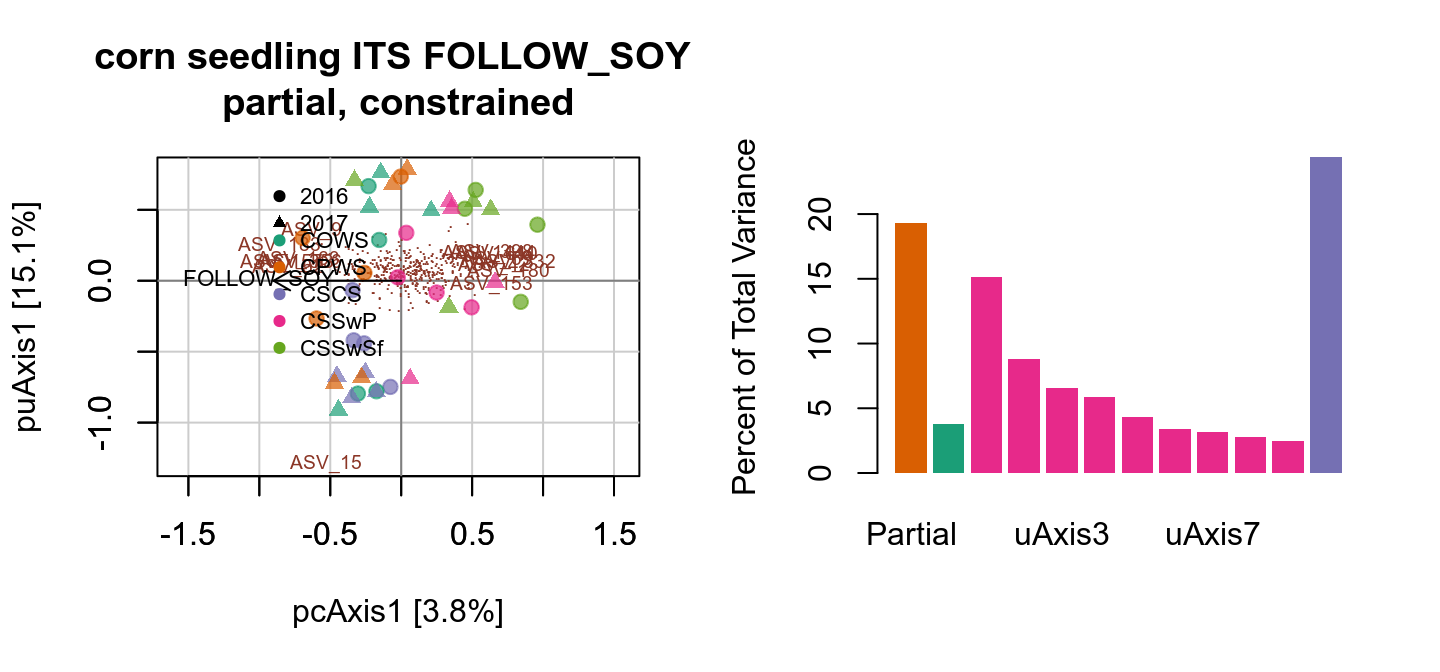 corn seedling ITS FOLLOW_SOY
partial, constrained
puAxis1 [15.1%]
0.0
-1.0
2016
2017
COWS
CPWS
CSCS
CSSwP
CSSwSf
FOLLOW_SOY
ASV_153
ASV_15
-1.5
-0.5
0.5
1.5
pcAxis1 [3.8%]
Percent of Total Variance
0
5
10
15
20
Partial
uAxis3
uAxis7